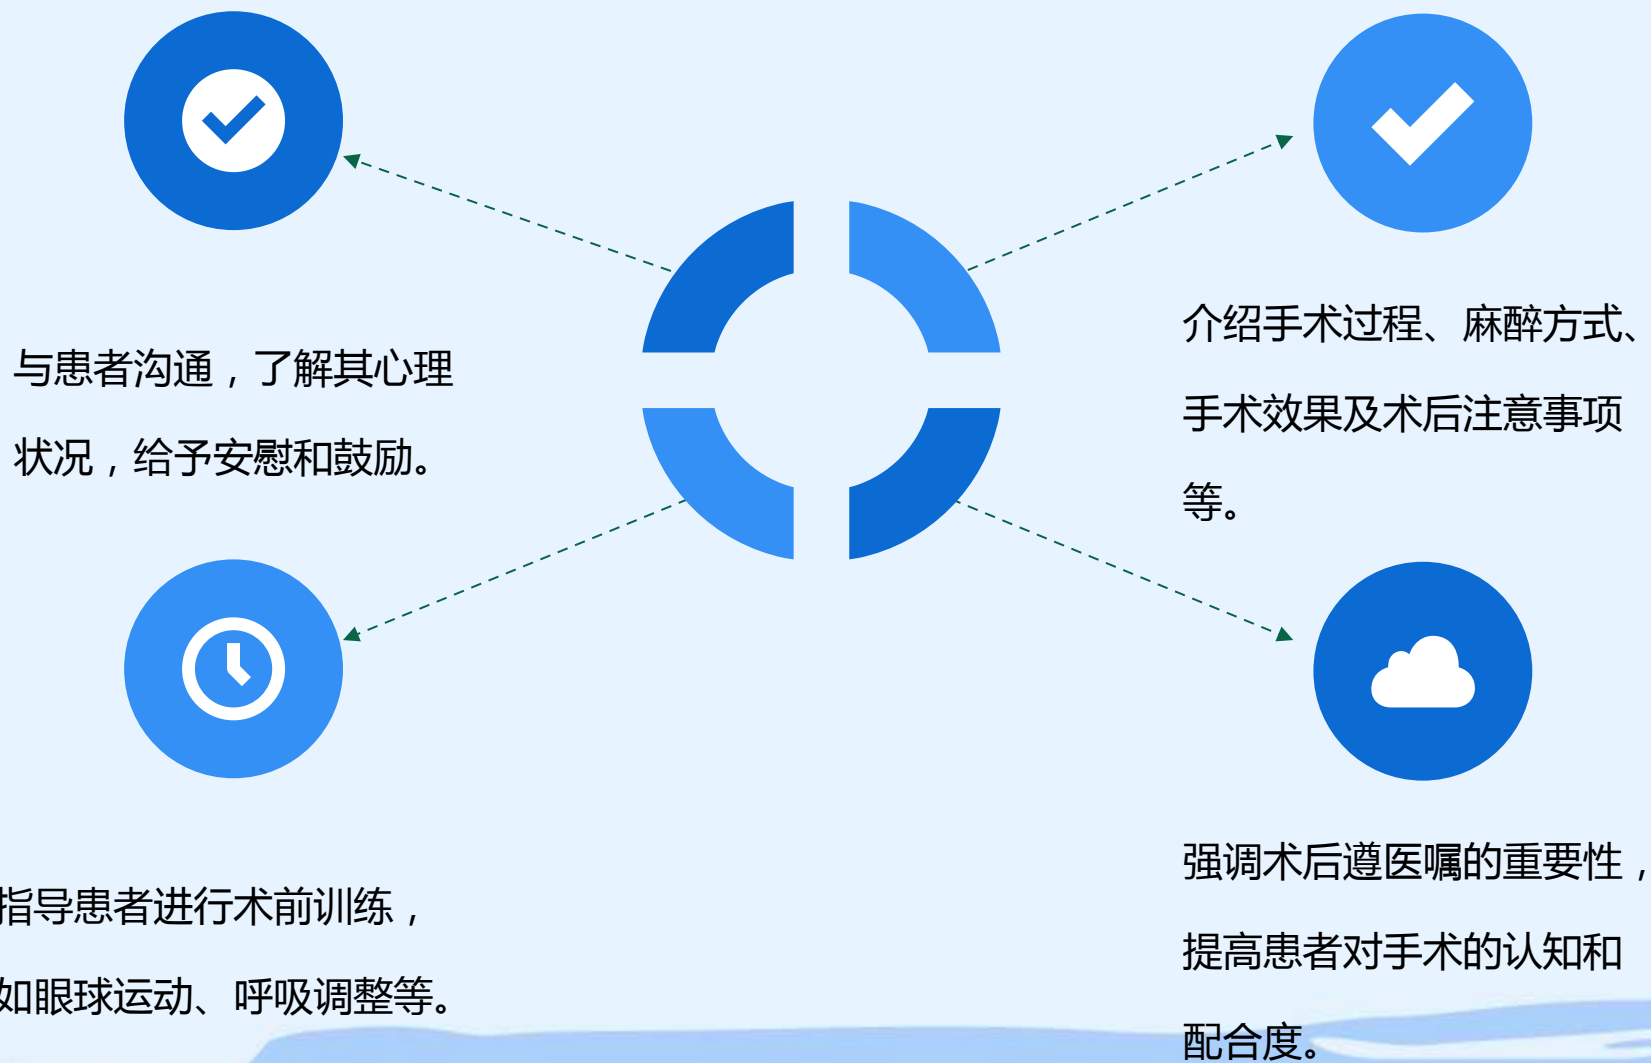 与患者沟通，了解其心理
状况，给予安慰和鼓励。
介绍手术过程、麻醉方式、
手术效果及术后注意事项
等。
指导患者进行术前训练，
如眼球运动、呼吸调整等。
强调术后遵医嘱的重要性，
提高患者对手术的认知和
配合度。